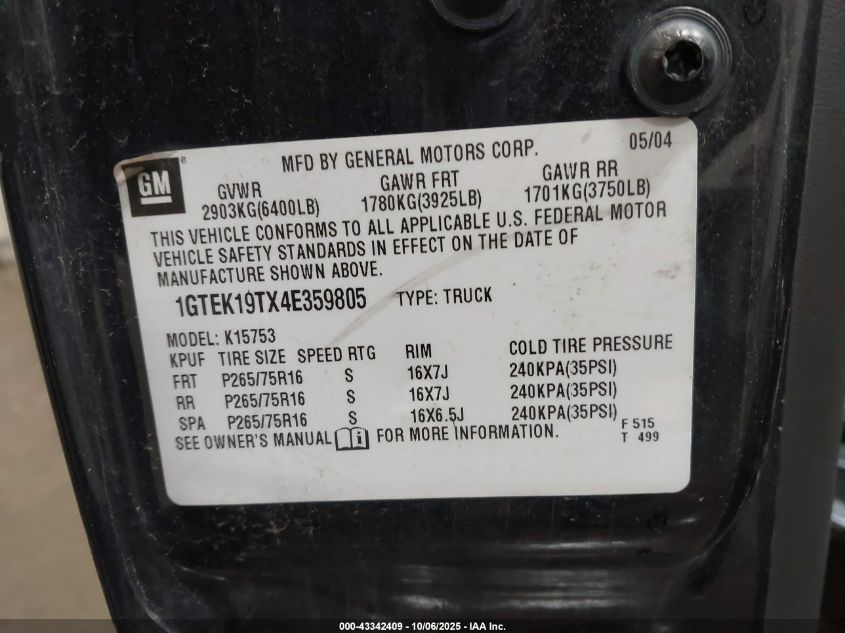 MFD BY GENERAL MOTORS CORP. 05/04
GM ®
GVWR GAWR FRT GAWR RR
2903KG(6400LB) 1780KG(3925LB) 1701KG(3750LB)
THIS VEHICLE CONFORMS TO ALL APPLICABLE U.S. FEDERAL MOTOR
VEHICLE SAFETY STANDARDS IN EFFECT ON THE DATE OF
MANUFACTURE SHOWN ABOVE.
1GTEK19TX4E359805 TYPE: TRUCK
MODEL: K15753
KPUF TIRE SIZE SPEED RTG RIM COLD TIRE PRESSURE
FRT P265/75R16 S 16X7J 240KPA(35PSI)
RR P265/75R16 S 16X7J 240KPA(35PSI)
SPA P265/75R16 S 16X6.5J 240KPA(35PSI)
SEE OWNER'S MANUAL i FOR MORE INFORMATION.
F 515
T 499
000-43342409 - 10/06/2025 - IAA Inc.